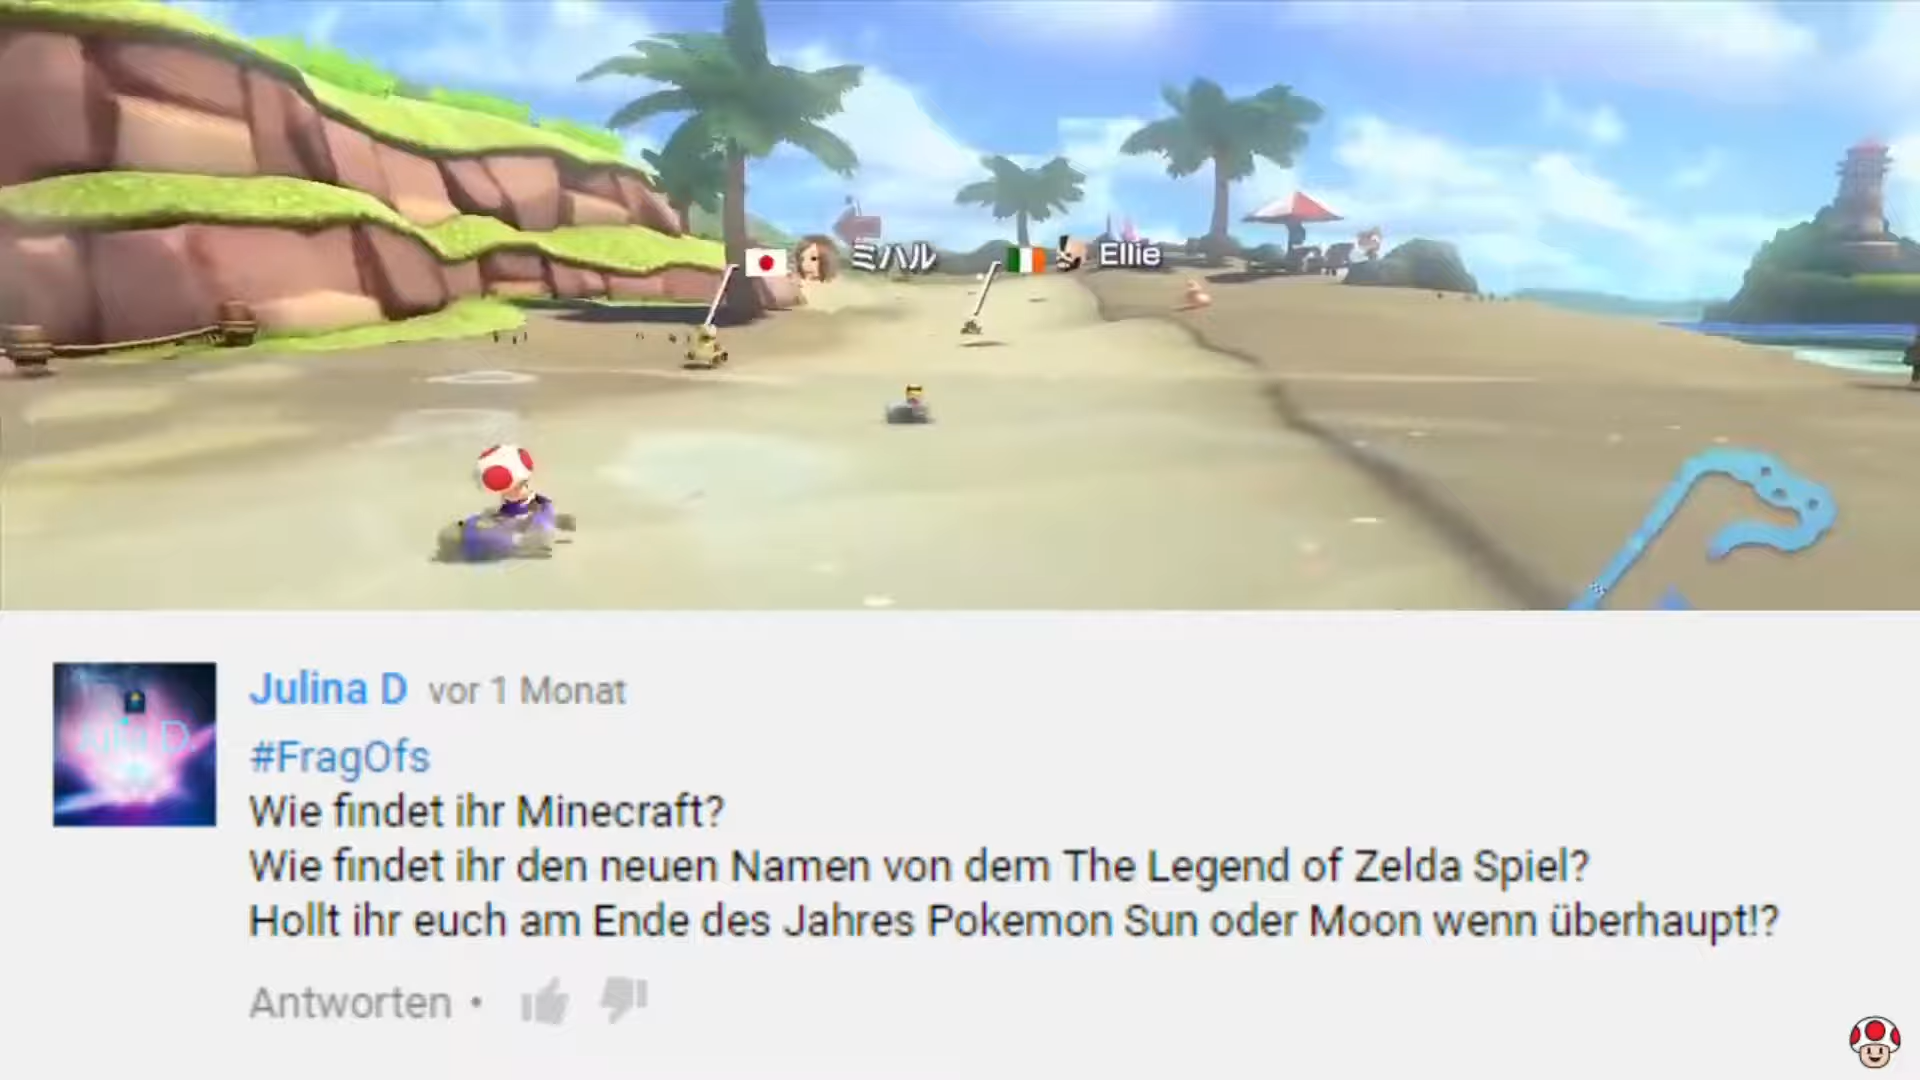 ミハル
Ellie
Julina D vor 1 Monat
#FragOfs
Wie findet ihr Minecraft?
Wie findet ihr den neuen Namen von dem The Legend of Zelda Spiel?
Hollt ihr euch am Ende des Jahres Pokemon Sun oder Moon wenn überhaupt!?
Antworten •